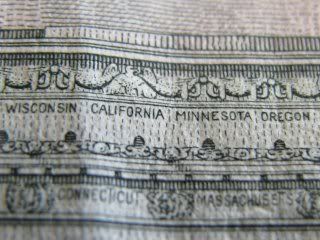 WISCONSIN CALIFORNIA MINNESOTA OREGON
CONNECTICUT MASSACHUSETTS